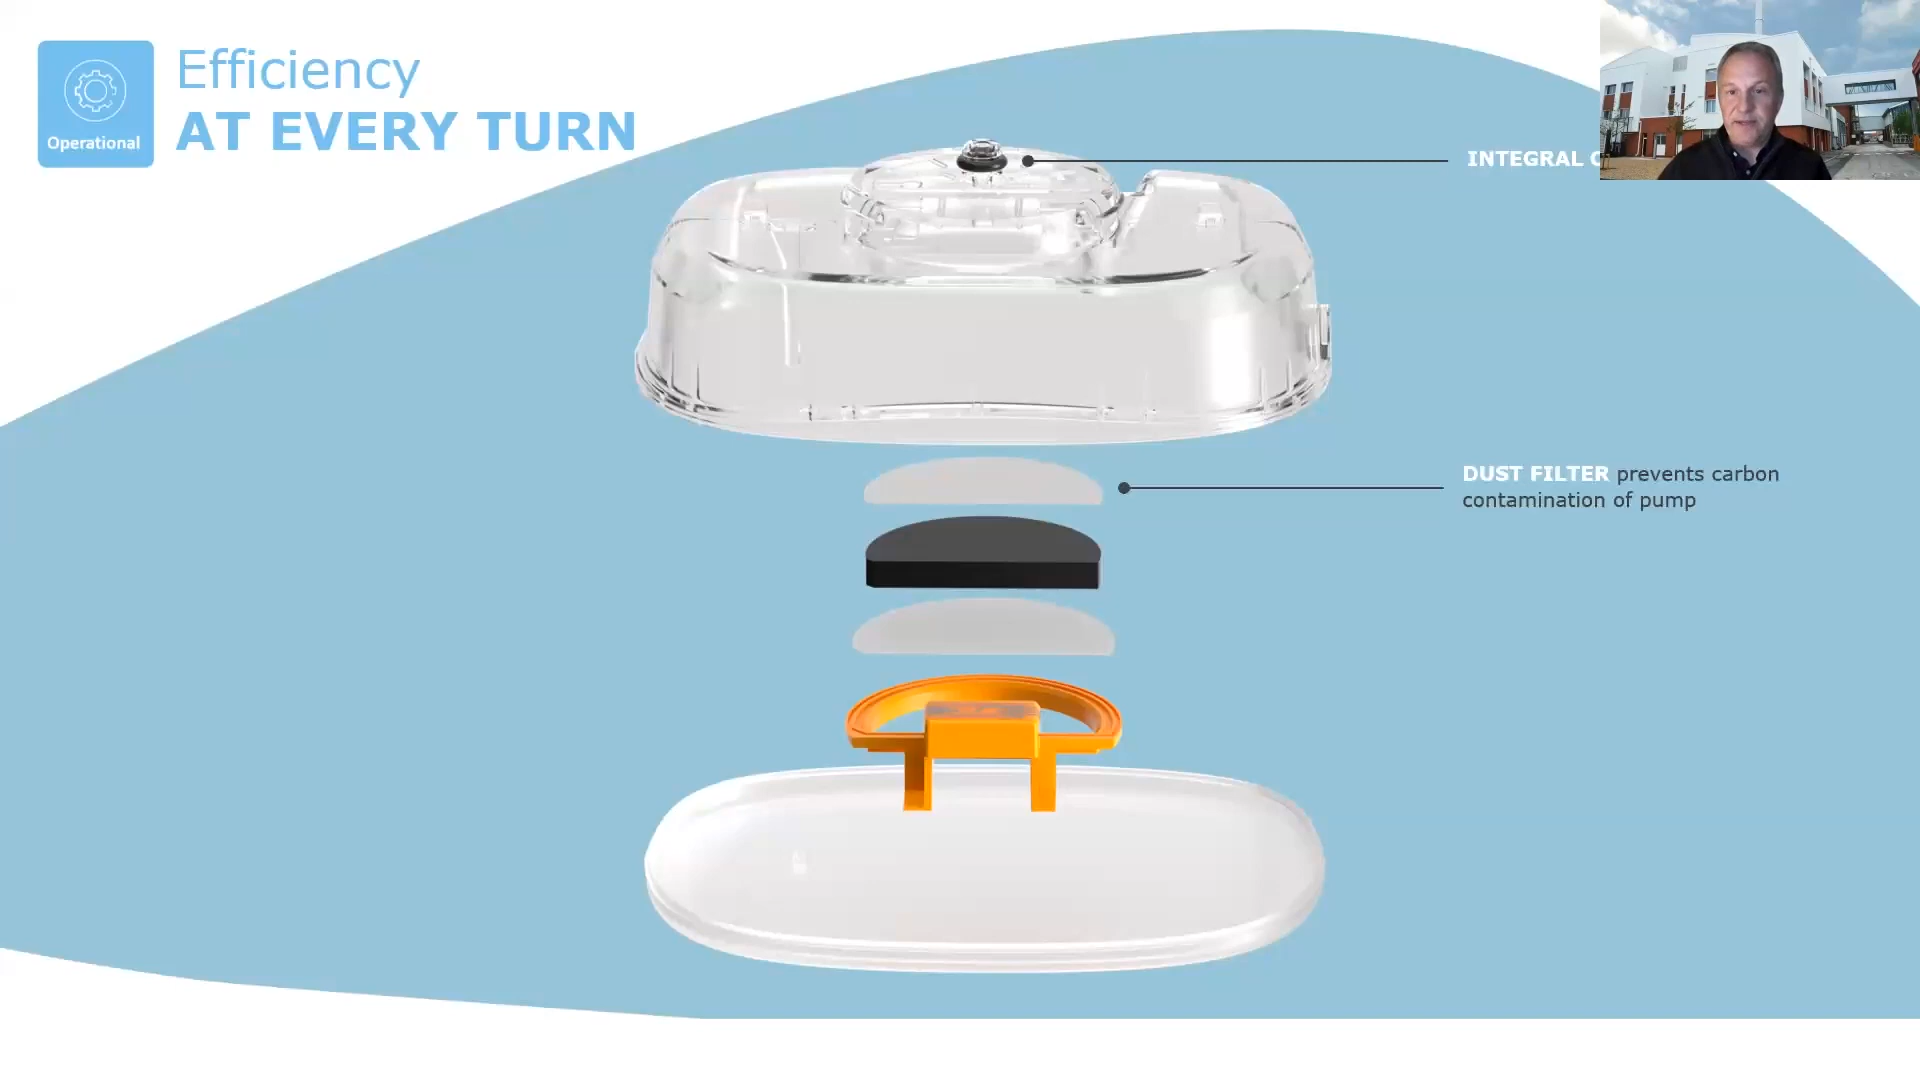 Efficiency
AT EVERY TURN
Operational
INTEGRAL
DUST FILTER prevents carbon
contamination of pump